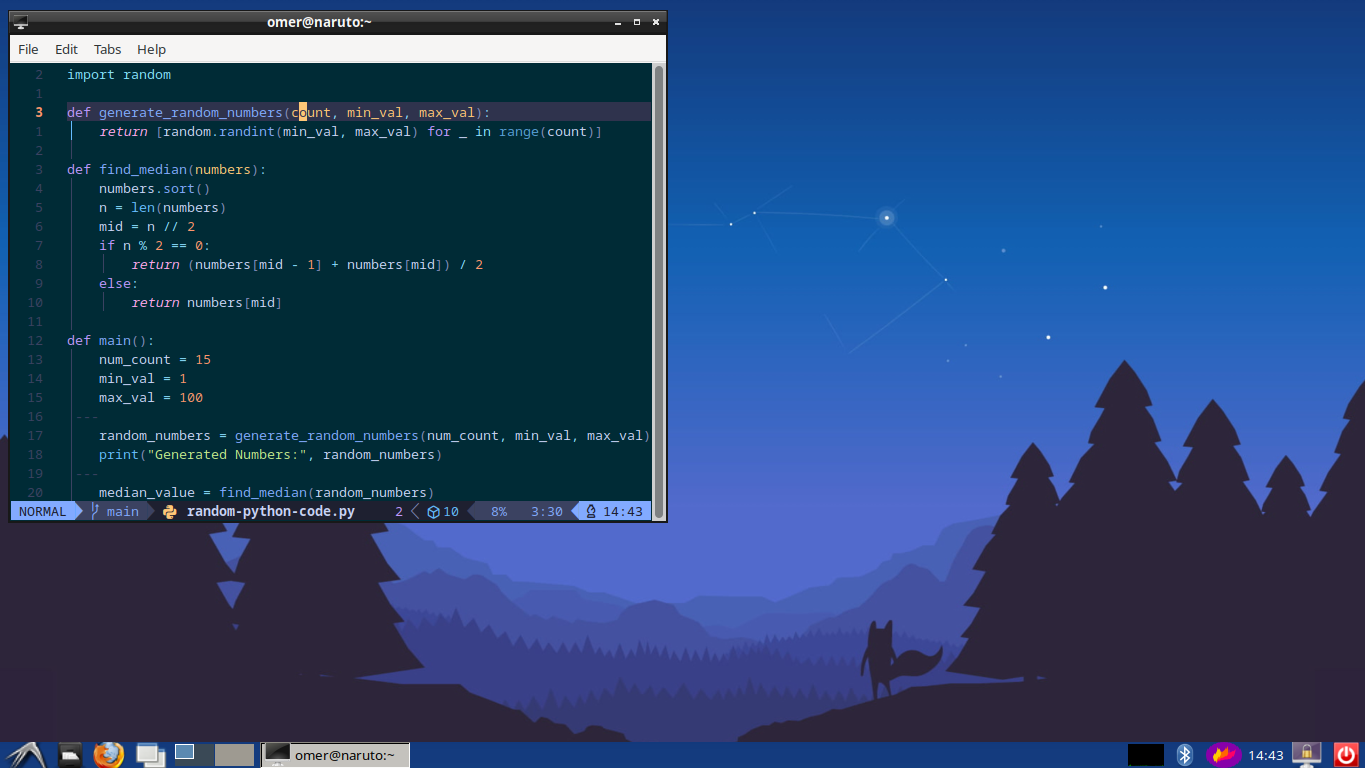 omer@naruto:~
File Edit Tabs Help
2 import random
1
3 def generate_random_numbers(count, min_val, max_val):
1 return [random.randint(min_val, max_val) for _ in range(count)]
2
3 def find_median(numbers):
4 numbers.sort()
5 n = len(numbers)
6 mid = n // 2
7 if n % 2 == 0:
8 return (numbers[mid - 1] + numbers[mid]) / 2
9 else:
10 return numbers[mid]
11
12 def main():
13 num_count = 15
14 min_val = 1
15 max_val = 100
16 ---
17 random_numbers = generate_random_numbers(num_count, min_val, max_val)
18 print("Generated Numbers:", random_numbers)
19 ---
20 median_value = find_median(random_numbers)
NORMAL main random-python-code.py 2 10 8% 3:30 14:43
omer@naruto:~ 14:43